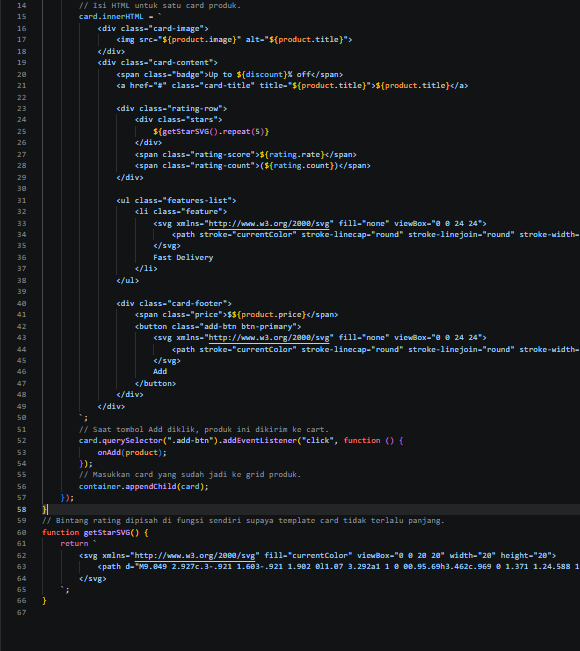 14 // Isi HTML untuk satu card produk.
15 card.innerHTML = `
16 <div class="card-image">
17 <img src="${product.image}" alt="${product.title}">
18 </div>
19 <div class="card-content">
20 <span class="badge">Up to ${discount}% off</span>
21 <a href="#" class="card-title" title="${product.title}">${product.title}</a>
22
23 <div class="rating-row">
24 <div class="stars">
25 ${getStarSVG().repeat(5)}
26 </div>
27 <span class="rating-score">${rating.rate}</span>
28 <span class="rating-count">(${rating.count})</span>
29 </div>
30
31 <ul class="features-list">
32 <li class="feature">
33 <svg xmlns="http://www.w3.org/2000/svg" fill="none" viewBox="0 0 24 24">
34 <path stroke="currentColor" stroke-linecap="round" stroke-linejoin="round" stroke-width=
35 </svg>
36 Fast Delivery
37 </li>
38 </ul>
39
40 <div class="card-footer">
41 <span class="price">$${product.price}</span>
42 <button class="add-btn btn-primary">
43 <svg xmlns="http://www.w3.org/2000/svg" fill="none" viewBox="0 0 24 24">
44 <path stroke="currentColor" stroke-linecap="round" stroke-linejoin="round" stroke-width=
45 </svg>
46 Add
47 </button>
48 </div>
49 </div>
50 `;
51 // Saat tombol Add diklik, produk ini dikirim ke cart.
52 card.querySelector(".add-btn").addEventListener("click", function () {
53 onAdd(product);
54 });
55 // Masukkan card yang sudah jadi ke grid produk.
56 container.appendChild(card);
57 });
58 }
59 // Bintang rating dipisah di fungsi sendiri supaya template card tidak terlalu panjang.
60 function getStarSVG() {
61 return `
62 <svg xmlns="http://www.w3.org/2000/svg" fill="currentColor" viewBox="0 0 20 20" width="20" height="20">
63 <path d="M9.049 2.927c.3-.921 1.603-.921 1.902 0l1.07 3.292a1 1 0 00.95.69h3.462c.969 0 1.371 1.24.588 1
64 </svg>
65 `;
66 }
67